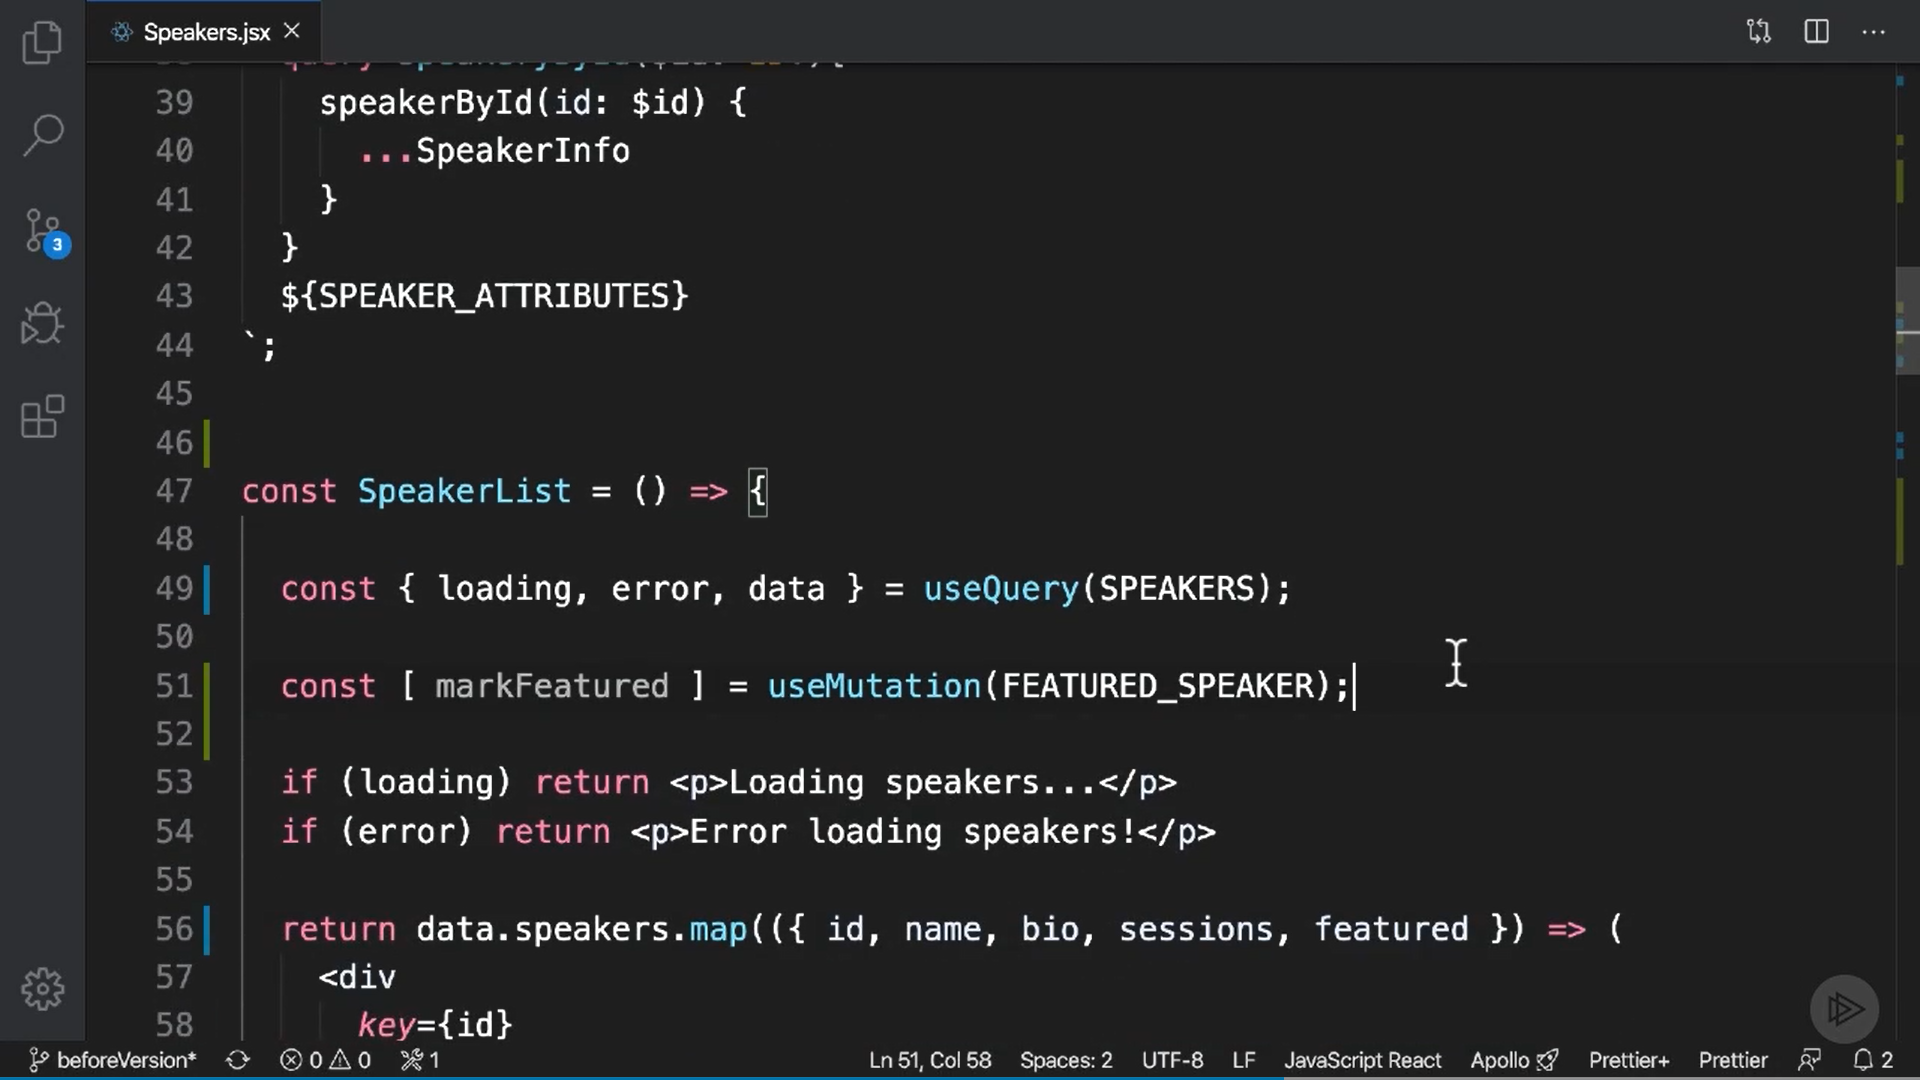 Speakers.jsx
39 speakerById(id: $id) {
40 ...SpeakerInfo
41 }
42 }
43 ${SPEAKER_ATTRIBUTES}
44 `;
45
46
47 const SpeakerList = () => {
48
49 const { loading, error, data } = useQuery(SPEAKERS);
50
51 const [ markFeatured ] = useMutation(FEATURED_SPEAKER);
52
53 if (loading) return <p>Loading speakers...</p>
54 if (error) return <p>Error loading speakers!</p>
55
56 return data.speakers.map(({ id, name, bio, sessions, featured }) => (
57 <div
58 key={id}
3
beforeVersion* 0 0 1 Ln 51, Col 58 Spaces: 2 UTF-8 LF JavaScript React Apollo Prettier+ Prettier 2